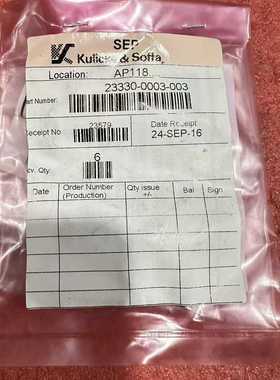 SEP
Kulicke & Soffa
Location: AP118
Part Number: 23330-0003-003
Receipt No 23579 Date Receipt
24-SEP-16
Qty: 6
Date Order Number Qty issue Bal Sign
(Production) +/-